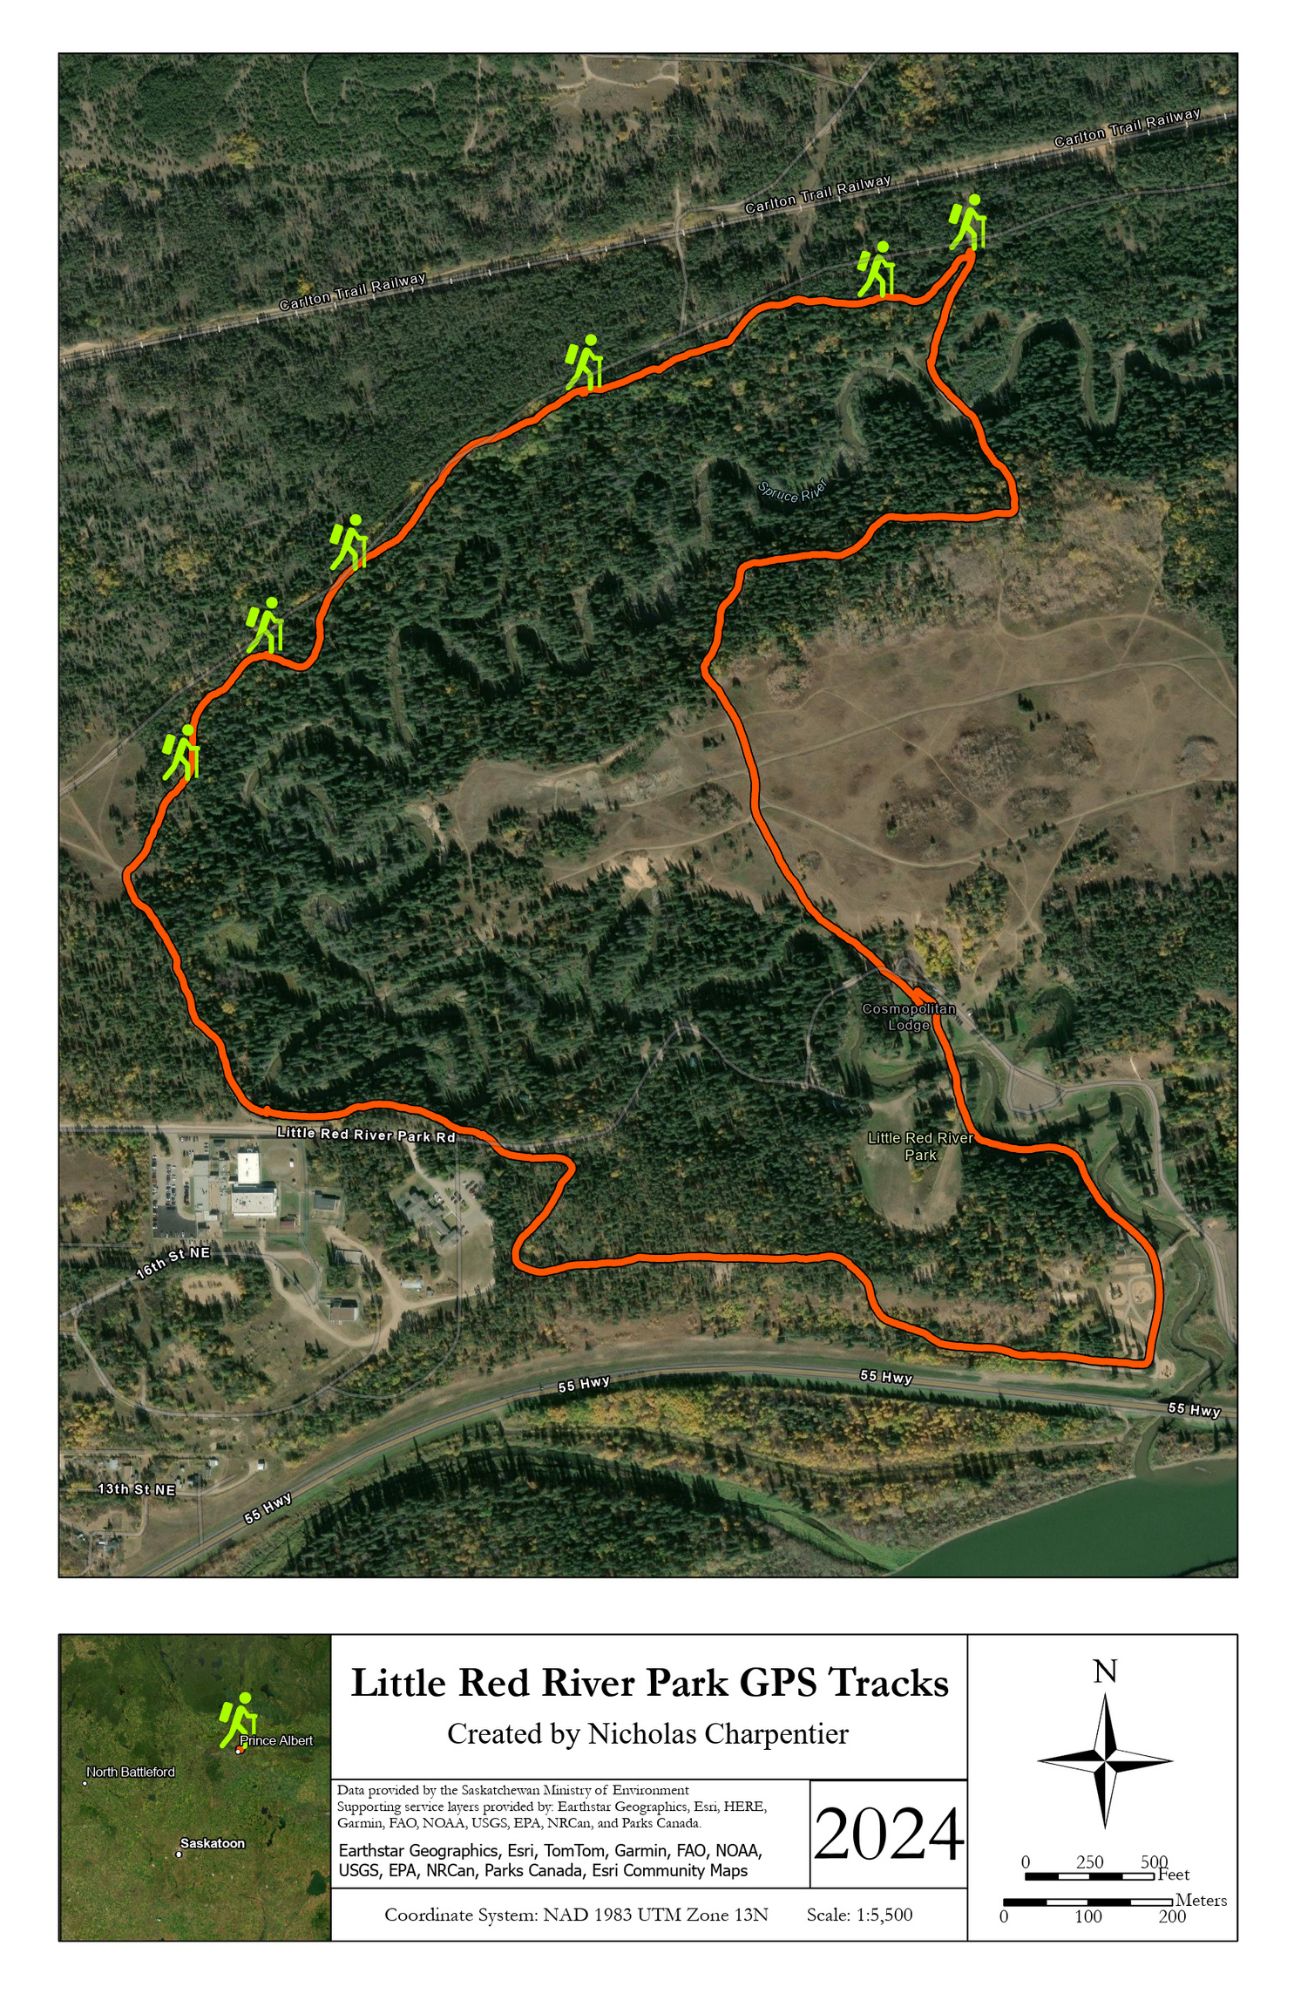 Carlton Trail Railway
Carlton Trail Railway
Carlton Trail Railway
Spruce River
Cosmopolitan
Lodge
Little Red River Park Rd
Little Red River
Park
16th St NE
55 Hwy
55 Hwy
55 Hwy
13th St NE
55 Hwy
Prince Albert
North Battleford
Saskatoon
Little Red River Park GPS Tracks
Created by Nicholas Charpentier
Data provided by the Saskatchewan Ministry of Environment
Supporting service layers provided by: Earthstar Geographics, Esri, HERE,
Garmin, FAO, NOAA, USGS, EPA, NRCan, and Parks Canada.
Earthstar Geographics, Esri, TomTom, Garmin, FAO, NOAA,
USGS, EPA, NRCan, Parks Canada, Esri Community Maps
2024
Coordinate System: NAD 1983 UTM Zone 13N Scale: 1:5,500
N
0 250 500
Feet
Meters
0 100 200